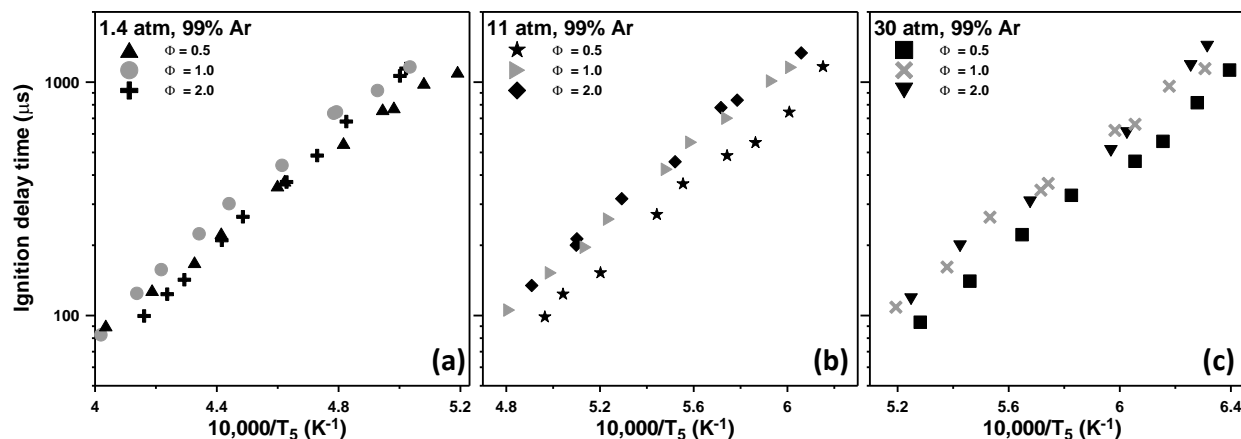 1.4 atm, 99% Ar
Φ = 0.5
Φ = 1.0
Φ = 2.0
11 atm, 99% Ar
Φ = 0.5
Φ = 1.0
Φ = 2.0
30 atm, 99% Ar
Φ = 0.5
Φ = 1.0
Φ = 2.0
Ignition delay time (μs)
1000
100
(a)
(b)
(c)
4 4.4 4.8 5.2
4.8 5.2 5.6 6
5.2 5.6 6 6.4
10,000/T₅ (K⁻¹)
10,000/T₅ (K⁻¹)
10,000/T₅ (K⁻¹)